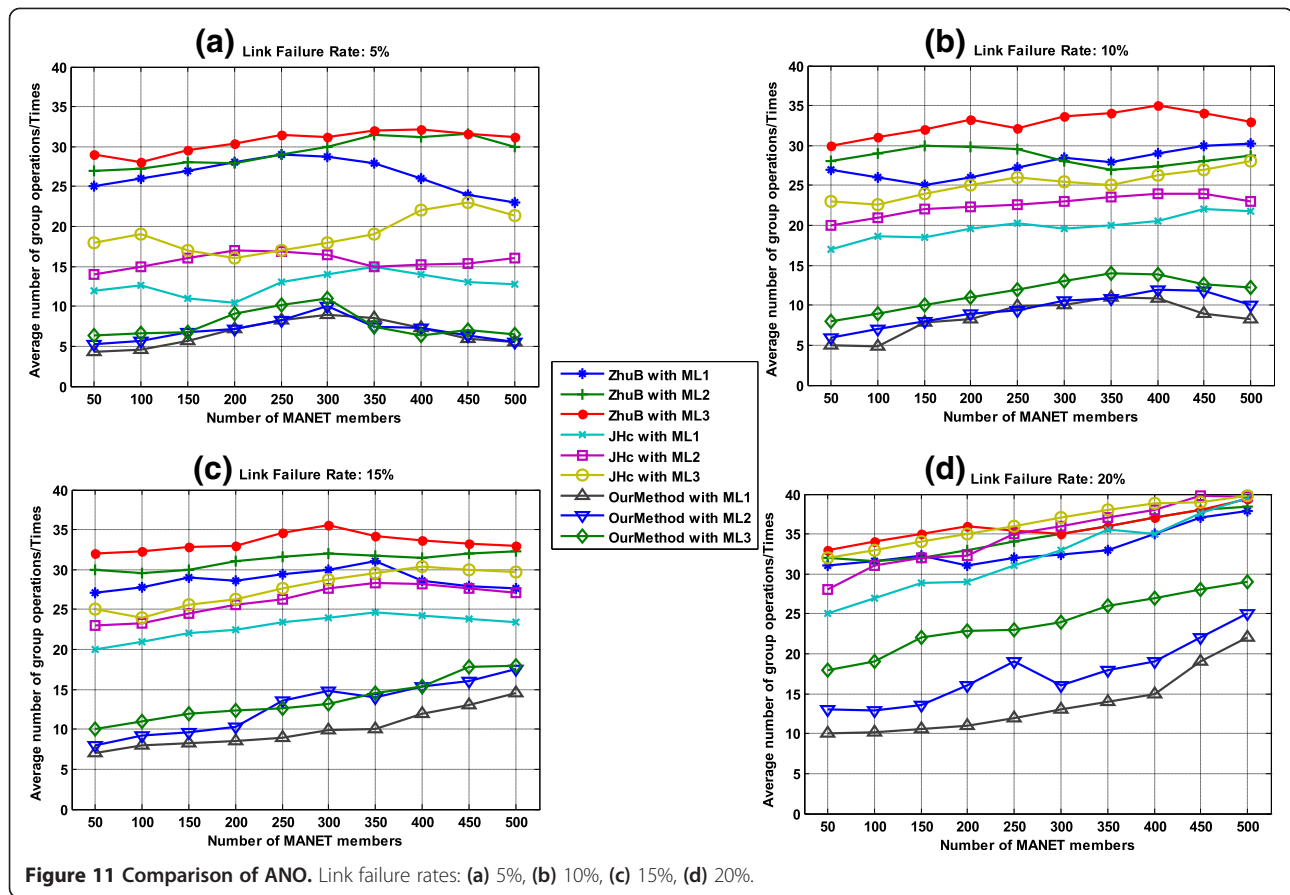 (a) Link Failure Rate: 5%
40
35
30
25
20
15
10
5
0
50 100 150 200 250 300 350 400 450 500
Number of MANET members
Average number of group operations/Times
(b) Link Failure Rate: 10%
40
35
30
25
20
15
10
5
0
50 100 150 200 250 300 350 400 450 500
Number of MANET members
Average number of group operations/Times
ZhuB with ML1
ZhuB with ML2
ZhuB with ML3
JHc with ML1
JHc with ML2
JHc with ML3
OurMethod with ML1
OurMethod with ML2
OurMethod with ML3
(c) Link Failure Rate: 15%
40
35
30
25
20
15
10
5
0
50 100 150 200 250 300 350 400 450 500
Number of MANET members
Average number of group operations/Times
(d) Link Failure Rate: 20%
40
35
30
25
20
15
10
5
0
50 100 150 200 250 300 350 400 450 500
Number of MANET members
Average number of group operations/Times
Figure 11 Comparison of ANO. Link failure rates: (a) 5%, (b) 10%, (c) 15%, (d) 20%.